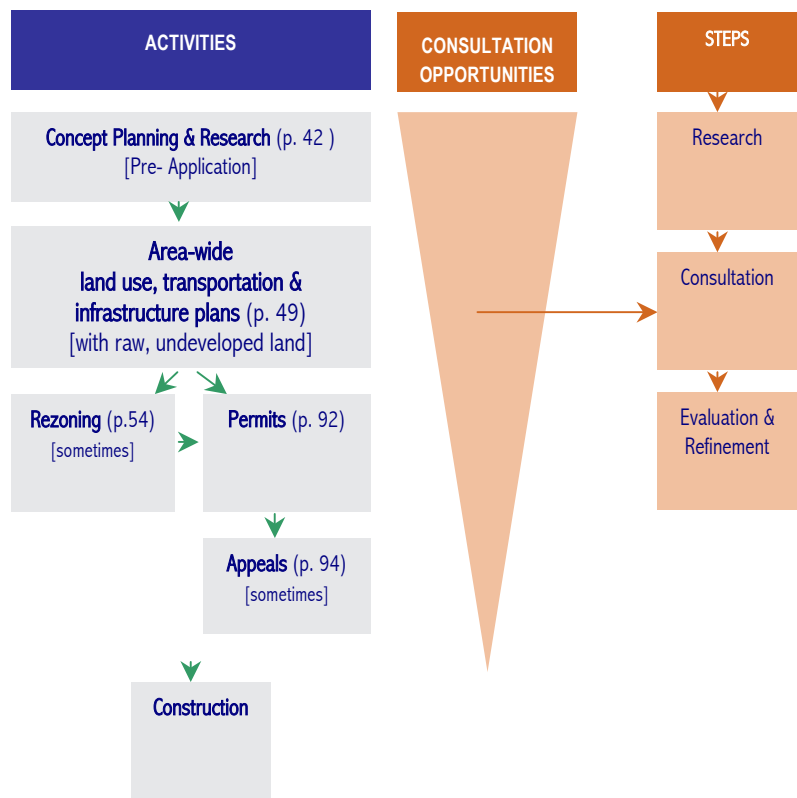 ACTIVITIES
Concept Planning & Research (p. 42 )
[Pre- Application]
Area-wide
land use, transportation &
infrastructure plans (p. 49)
[with raw, undeveloped land]
Rezoning (p.54)
[sometimes]
Permits (p. 92)
Appeals (p. 94)
[sometimes]
Construction
CONSULTATION
OPPORTUNITIES
STEPS
Research
Consultation
Evaluation &
Refinement